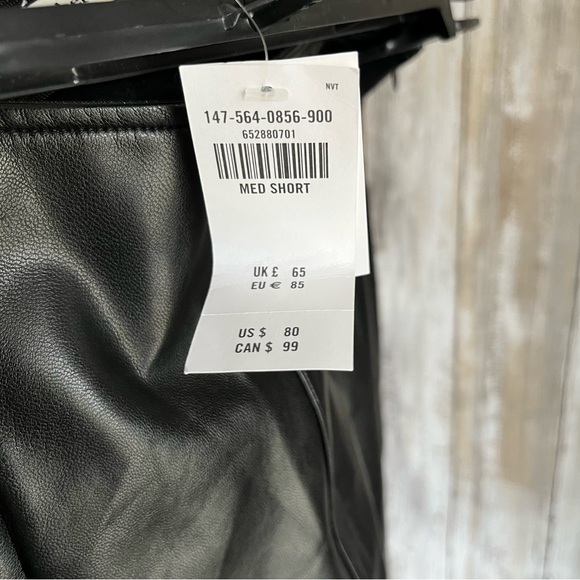 NVT
147-564-0856-900
652880701
MED SHORT
UK £ 65
EU € 85
US $ 80
CAN $ 99